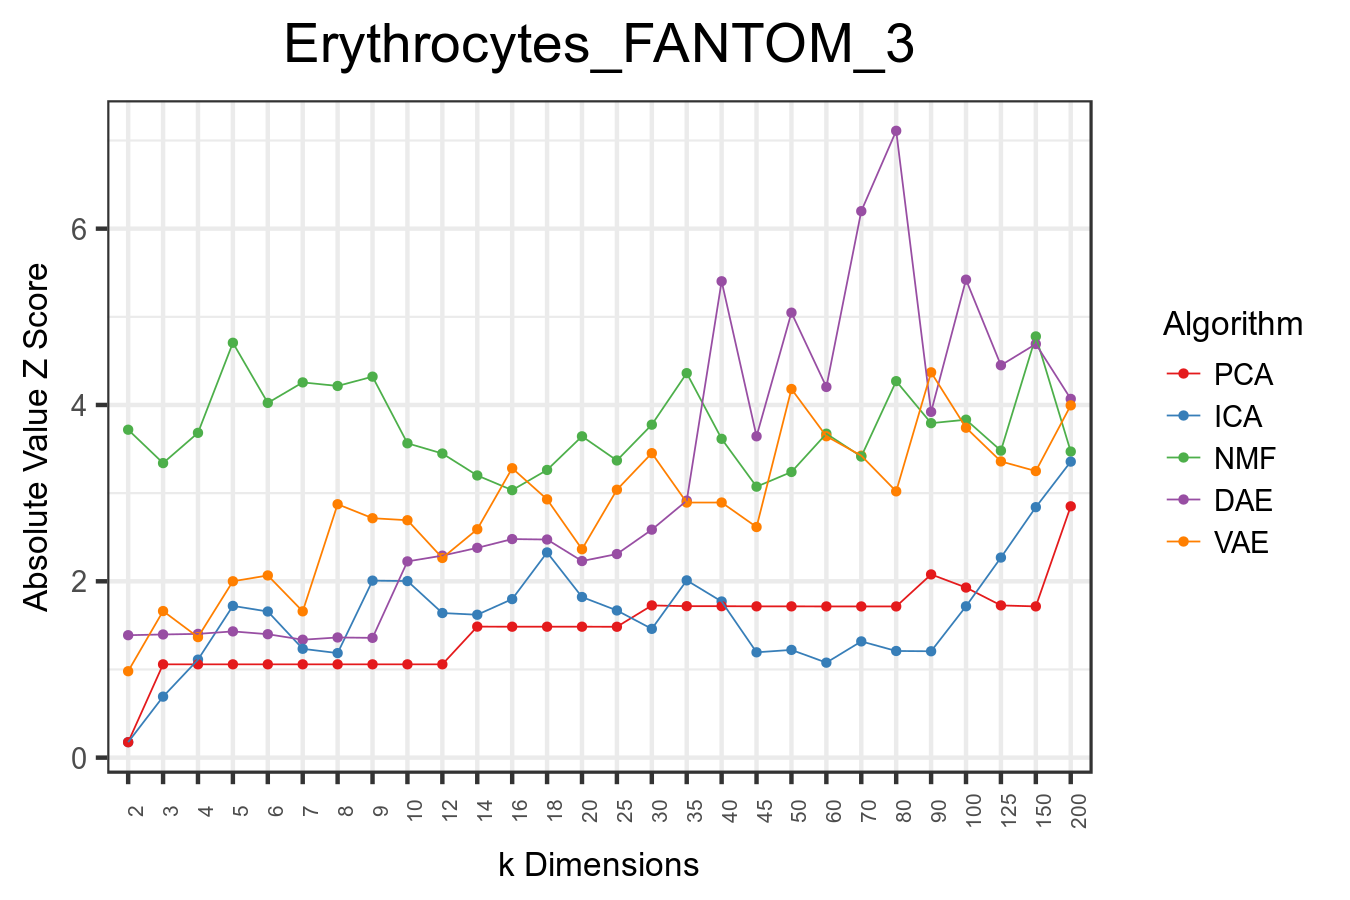 Erythrocytes_FANTOM_3
Absolute Value Z Score
6
4
2
0
2 3 4 5 6 7 8 9 10 12 14 16 18 20 25 30 35 40 45 50 60 70 80 90 100 125 150 200
k Dimensions
Algorithm
PCA
ICA
NMF
DAE
VAE